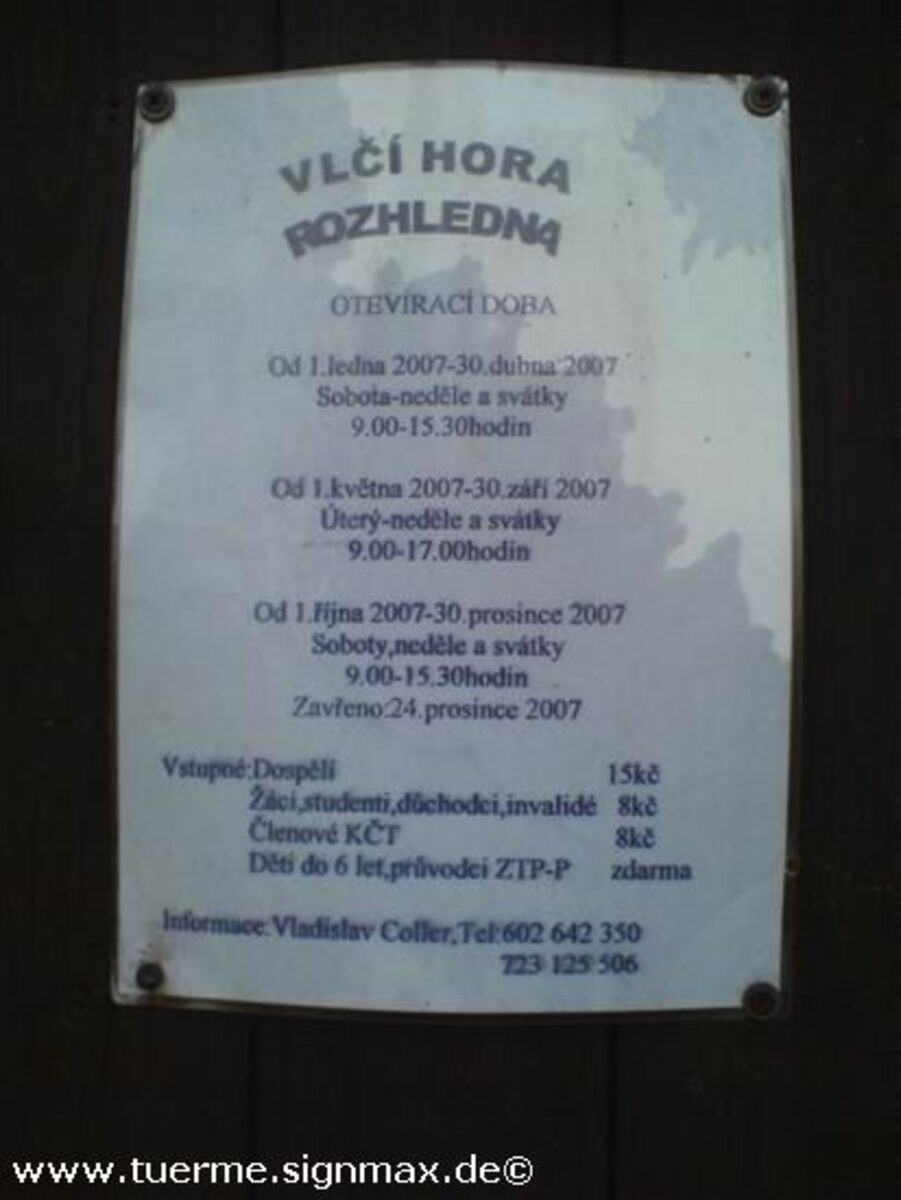 VLČÍ HORA
ROZHLEDNA
OTEVÍRACÍ DOBA
Od 1.ledna 2007-30.dubna 2007
Sobota-neděle a svátky
9.00-15.30hodin
Od 1.května 2007-30.září 2007
Úterý-neděle a svátky
9.00-17.00hodin
Od 1.října 2007-30.prosince 2007
Soboty,neděle a svátky
9.00-15.30hodin
Zavřeno:24.prosince 2007
Vstupné:Dospělí 15kč
Žáci,studenti,důchodci,invalidé 8kč
Členové KČT 8kč
Děti do 6 let,průvodci ZTP-P zdarma
Informace:Vladislav Coller,Tel:602 642 350
723 125 506
www.tuerme.signmax.de©